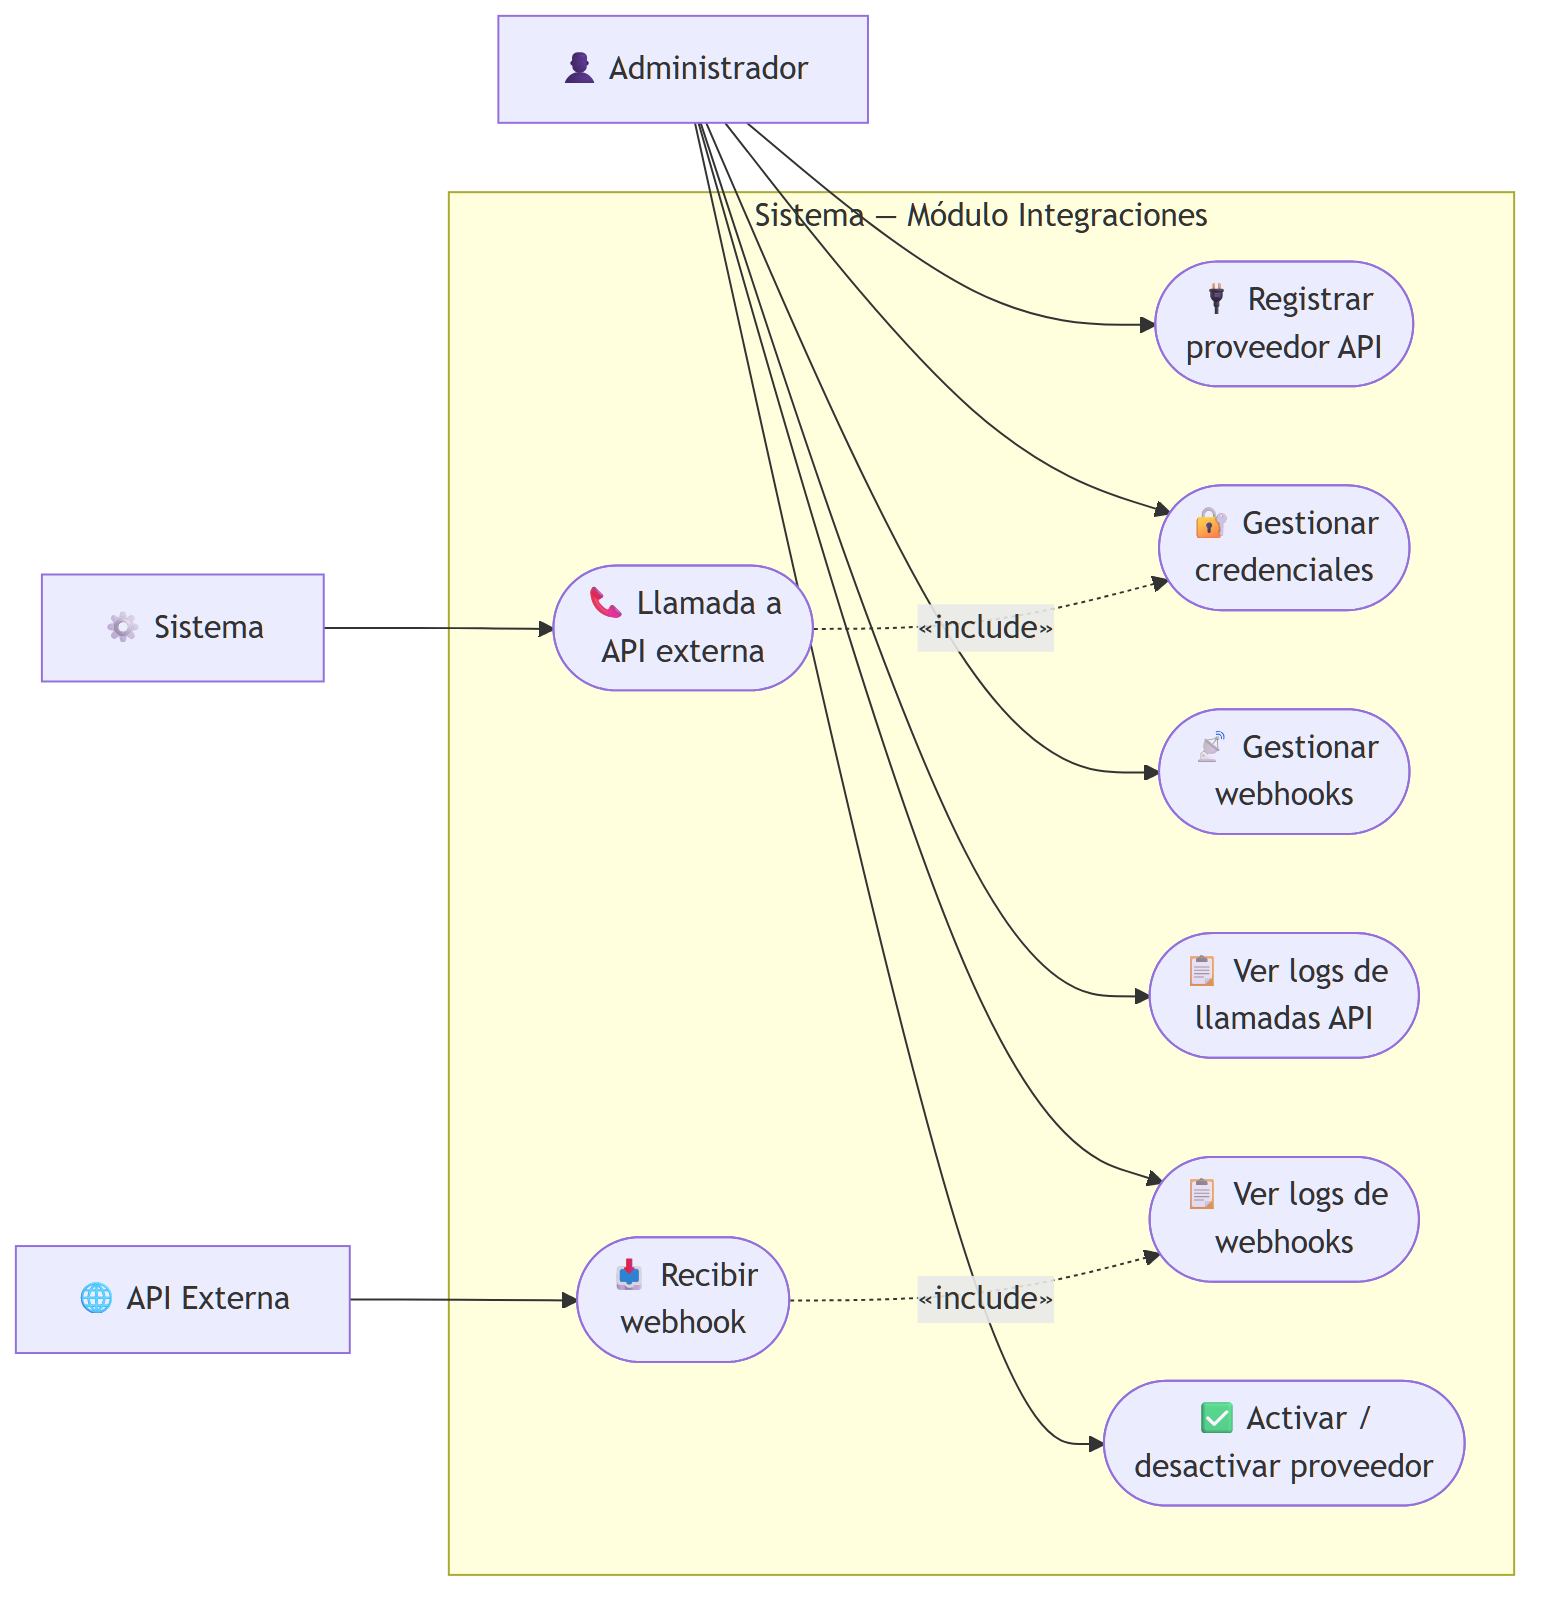 Administrador
Sistema — Módulo Integraciones
Registrar
proveedor API
Gestionar
credenciales
Llamada a
API externa
«include»
Sistema
Gestionar
webhooks
Ver logs de
llamadas API
Ver logs de
webhooks
Recibir
webhook
«include»
API Externa
Activar /
desactivar proveedor